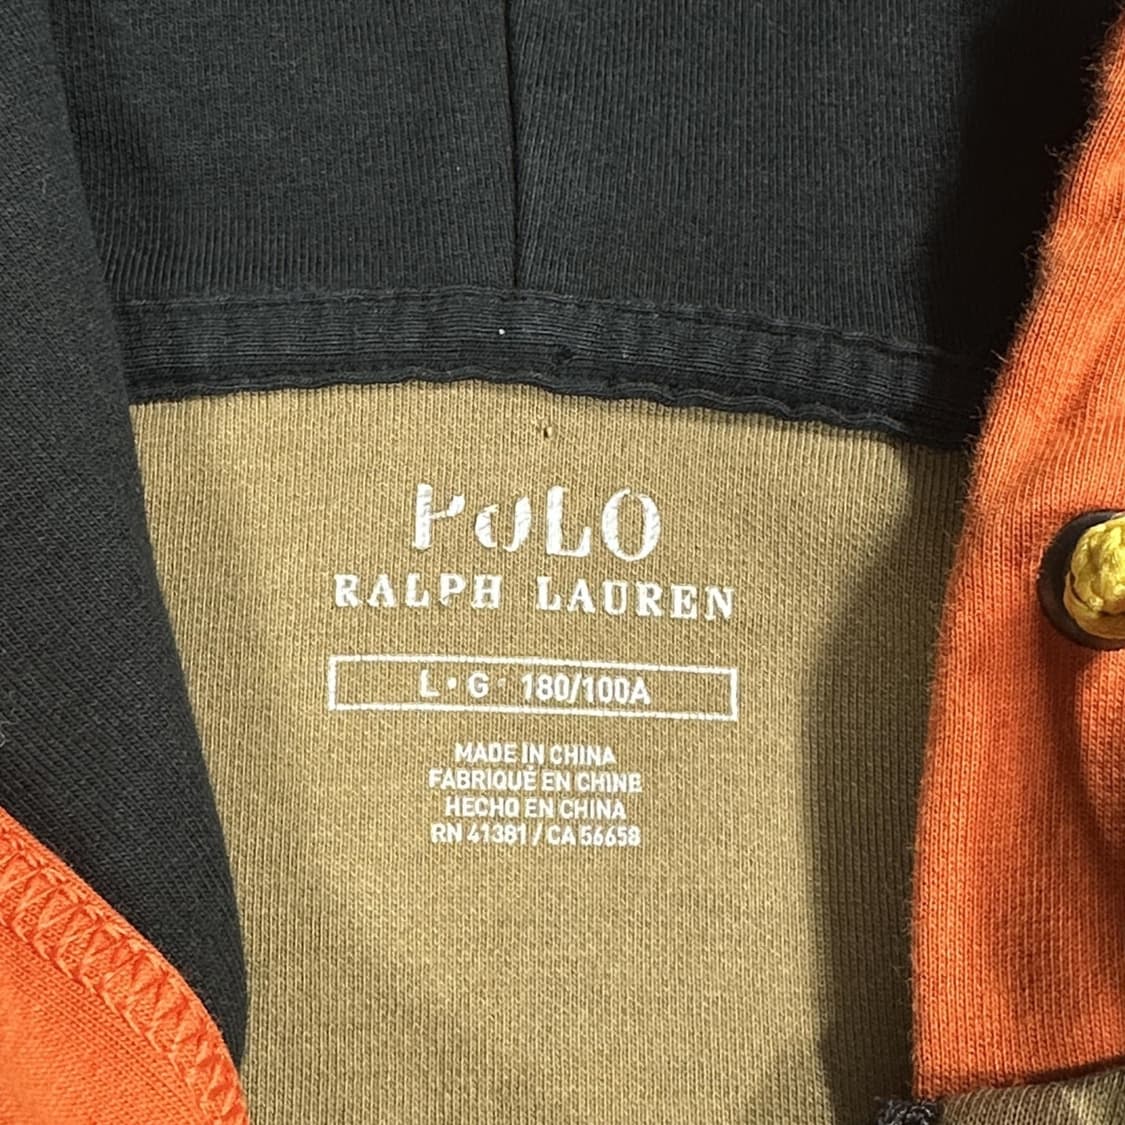 POLO
RALPH LAUREN
L • G • 180/100A
MADE IN CHINA
FABRIQUÉ EN CHINE
HECHO EN CHINA
RN 41381 / CA 56658